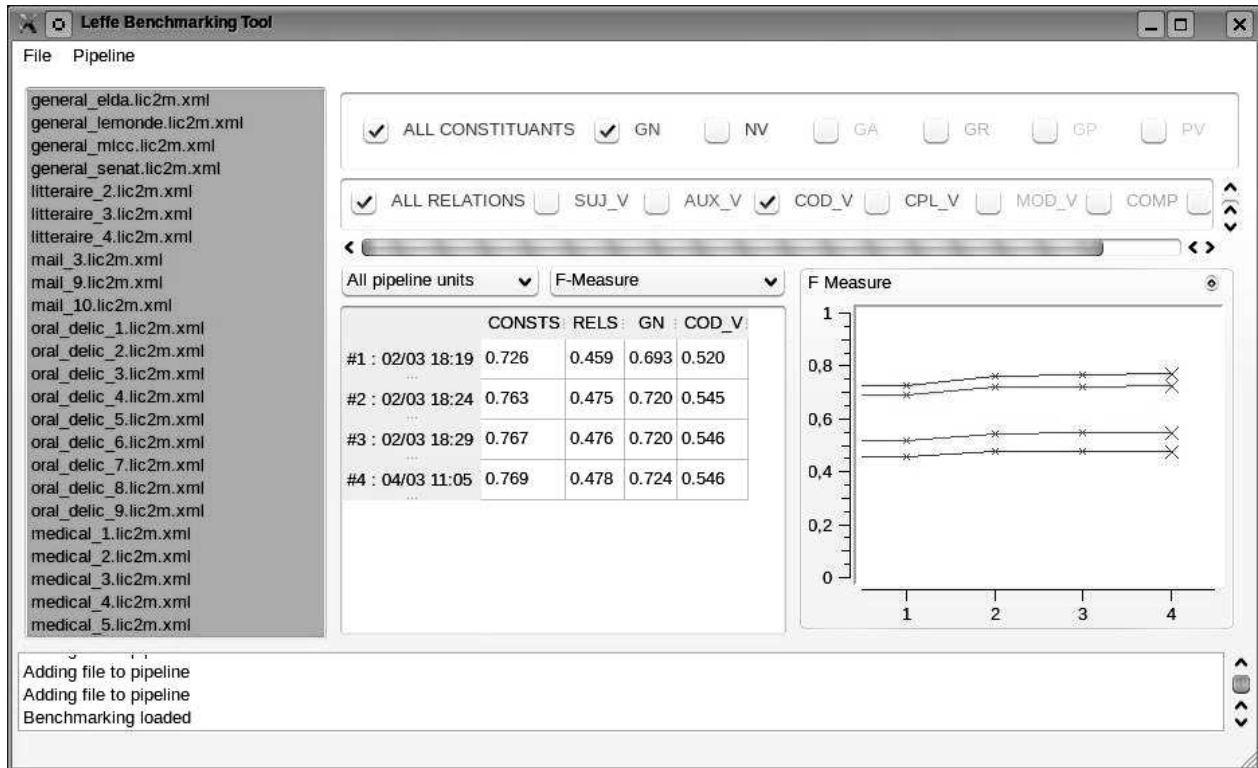 Leffe Benchmarking Tool
File Pipeline
general_elda.lic2m.xml
general_lemonde.lic2m.xml
general_mlcc.lic2m.xml
general_senat.lic2m.xml
litteraire_2.lic2m.xml
litteraire_3.lic2m.xml
litteraire_4.lic2m.xml
mail_3.lic2m.xml
mail_9.lic2m.xml
mail_10.lic2m.xml
oral_delic_1.lic2m.xml
oral_delic_2.lic2m.xml
oral_delic_3.lic2m.xml
oral_delic_4.lic2m.xml
oral_delic_5.lic2m.xml
oral_delic_6.lic2m.xml
oral_delic_7.lic2m.xml
oral_delic_8.lic2m.xml
oral_delic_9.lic2m.xml
medical_1.lic2m.xml
medical_2.lic2m.xml
medical_3.lic2m.xml
medical_4.lic2m.xml
medical_5.lic2m.xml
ALL CONSTITUANTS GN NV GA GR GP PV
ALL RELATIONS SUJ_V AUX_V COD_V CPL_V MOD_V COMP
All pipeline units F-Measure
CONSTS RELS GN COD_V
#1 : 02/03 18:19 0.726 0.459 0.693 0.520
...
#2 : 02/03 18:24 0.763 0.475 0.720 0.545
...
#3 : 02/03 18:29 0.767 0.476 0.720 0.546
...
#4 : 04/03 11:05 0.769 0.478 0.724 0.546
...
F Measure
1
0,8
0,6
0,4
0,2
0
1 2 3 4
Adding file to pipeline
Adding file to pipeline
Benchmarking loaded